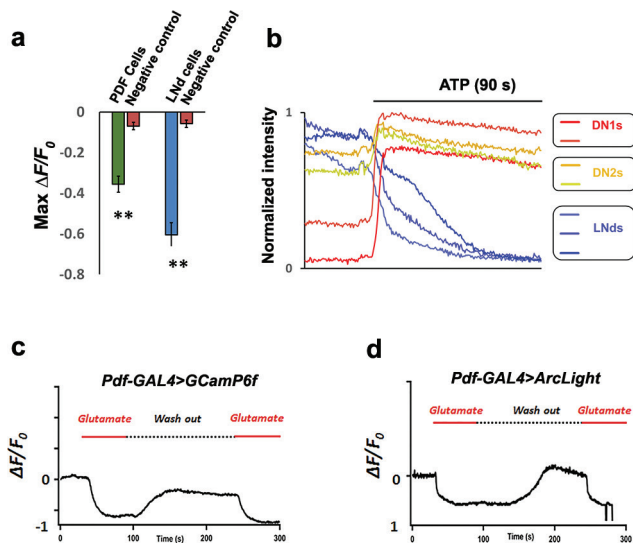 a
PDF Cells
Negative control
LNd cells
Negative control
0
-0.2
-0.4
-0.6
-0.8
Max ΔF/F0
**
**
b
ATP (90 s)
1
0
Normalized intensity
DN1s
DN2s
LNds
c
Pdf-GAL4>GCamP6f
Glutamate
Wash out
Glutamate
ΔF/F0
0
-1
0
100
200
300
Time (s)
d
Pdf-GAL4>ArcLight
Glutamate
Wash out
Glutamate
ΔF/F0
0
1
0
100
200
300
Time (s)